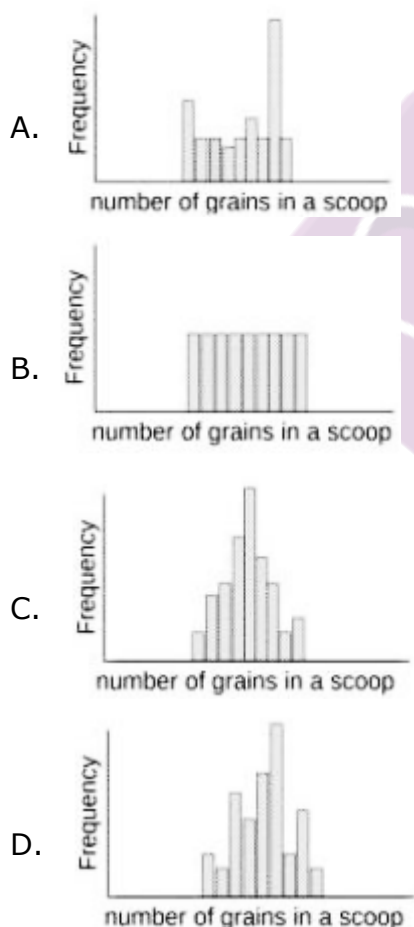 Frequency
A.
number of grains in a scoop
Frequency
B.
number of grains in a scoop
Frequency
C.
number of grains in a scoop
Frequency
D.
number of grains in a scoop